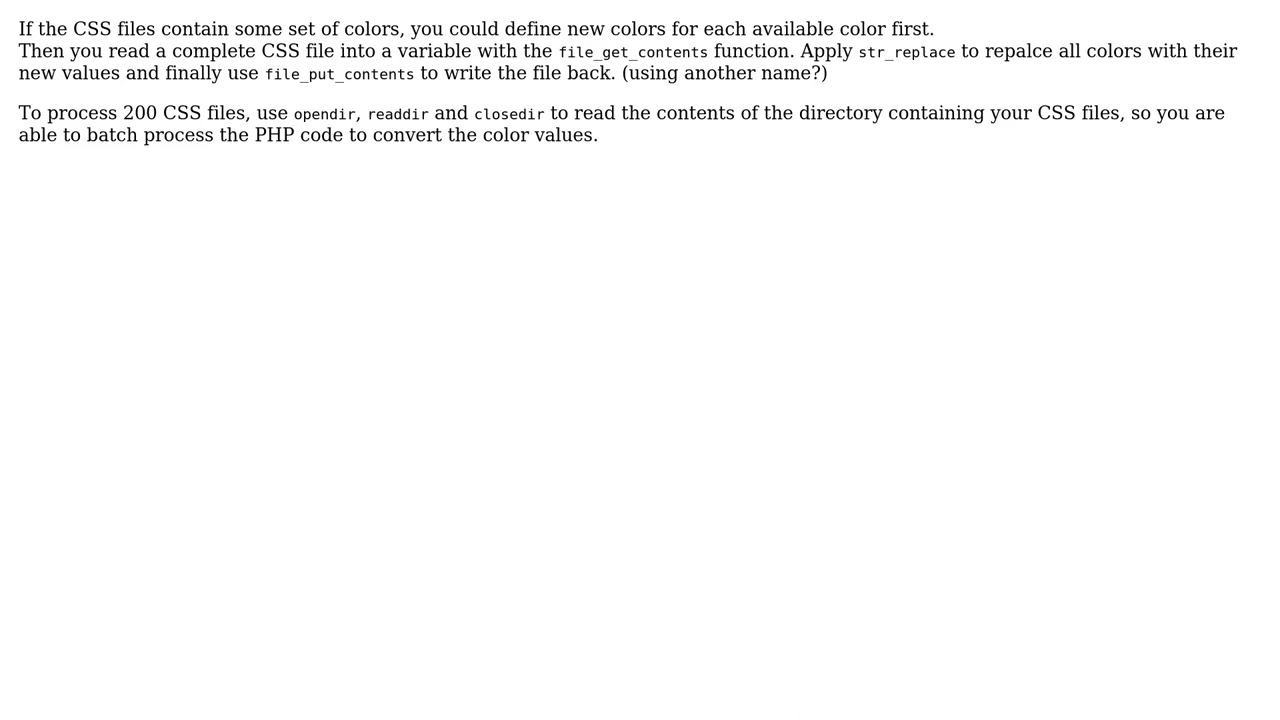 If the CSS files contain some set of colors, you could define new colors for each available color first.
Then you read a complete CSS file into a variable with the file_get_contents function. Apply str_replace to repalce all colors with their
new values and finally use file_put_contents to write the file back. (using another name?)
To process 200 CSS files, use opendir, readdir and closedir to read the contents of the directory containing your CSS files, so you are
able to batch process the PHP code to convert the color values.